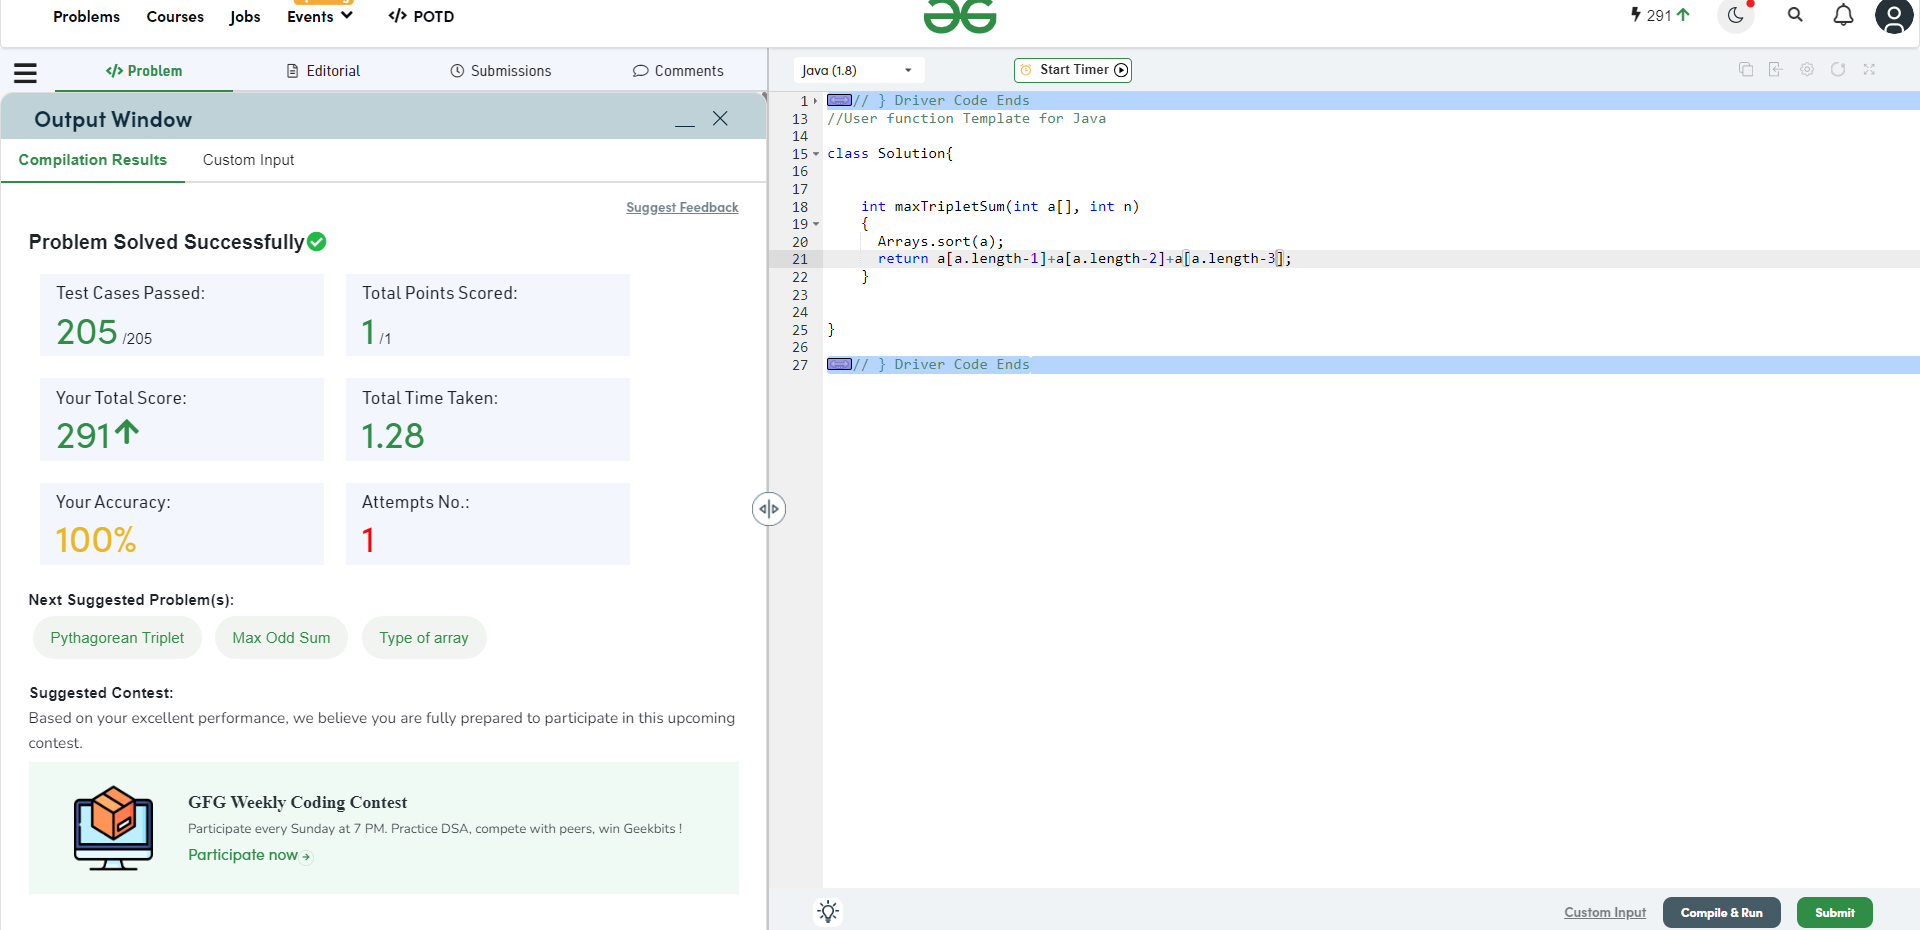 Problems Courses Jobs Events </> POTD
291
</> Problem Editorial Submissions Comments
Output Window
Compilation Results Custom Input
Suggest Feedback
Problem Solved Successfully
Test Cases Passed:
205 /205
Total Points Scored:
1 /1
Your Total Score:
291
Total Time Taken:
1.28
Your Accuracy:
100%
Attempts No.:
1
Next Suggested Problem(s):
Pythagorean Triplet Max Odd Sum Type of array
Suggested Contest:
Based on your excellent performance, we believe you are fully prepared to participate in this upcoming
contest.
GFG Weekly Coding Contest
Participate every Sunday at 7 PM. Practice DSA, compete with peers, win Geekbits !
Participate now
Java (1.8) Start Timer
1 // } Driver Code Ends
13 //User function Template for Java
14
15 class Solution{
16
17
18 int maxTripletSum(int a[], int n)
19 {
20 Arrays.sort(a);
21 return a[a.length-1]+a[a.length-2]+a[a.length-3];
22 }
23
24
25 }
26
27 // } Driver Code Ends
Custom Input Compile & Run Submit